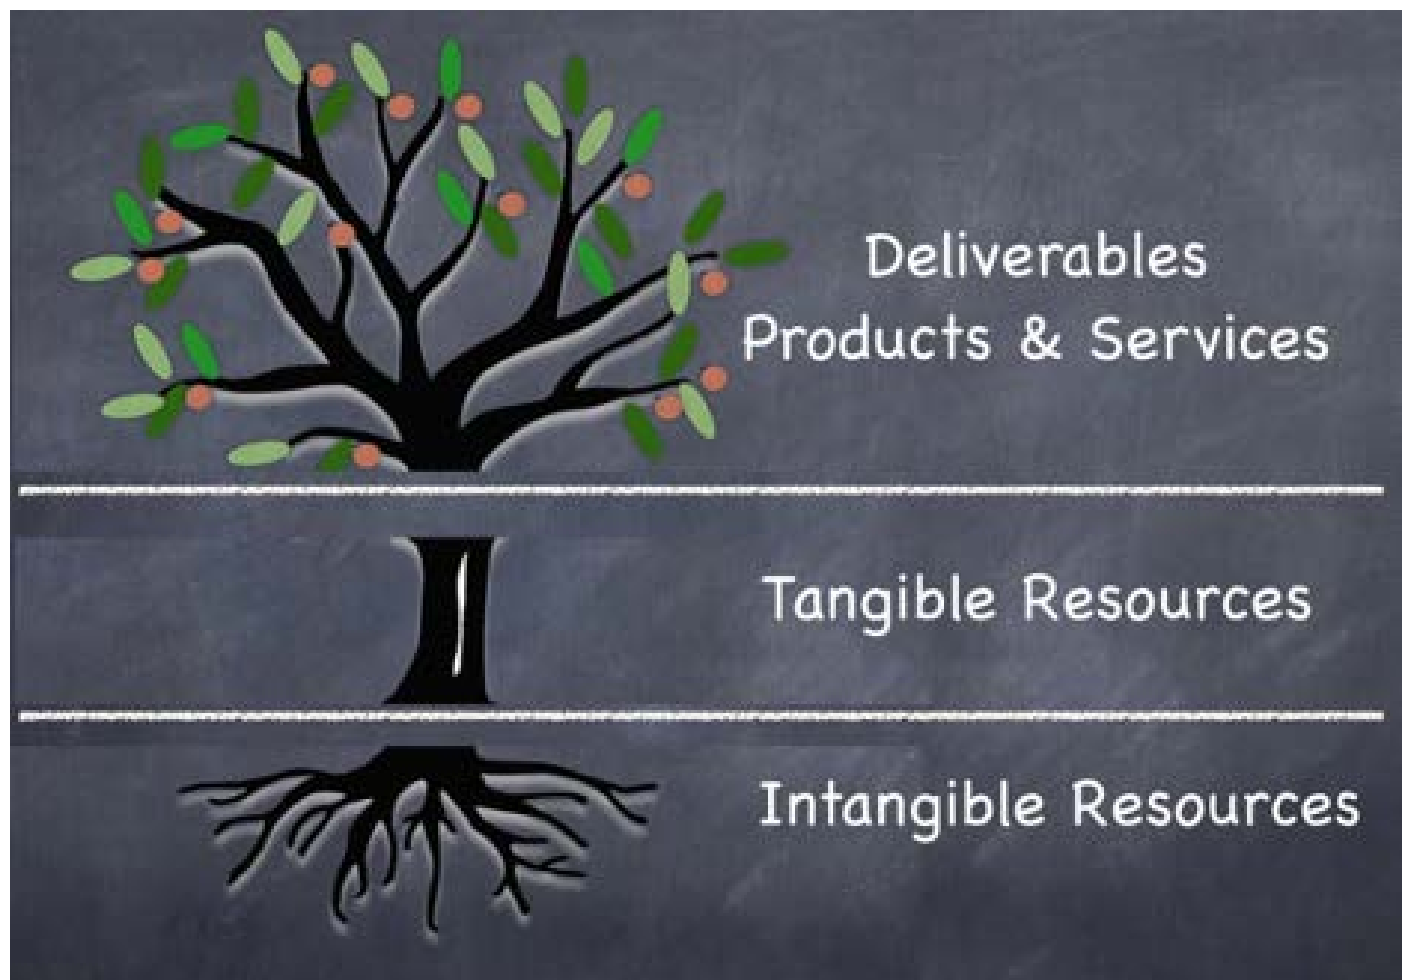 Deliverables
Products & Services
Tangible Resources
Intangible Resources